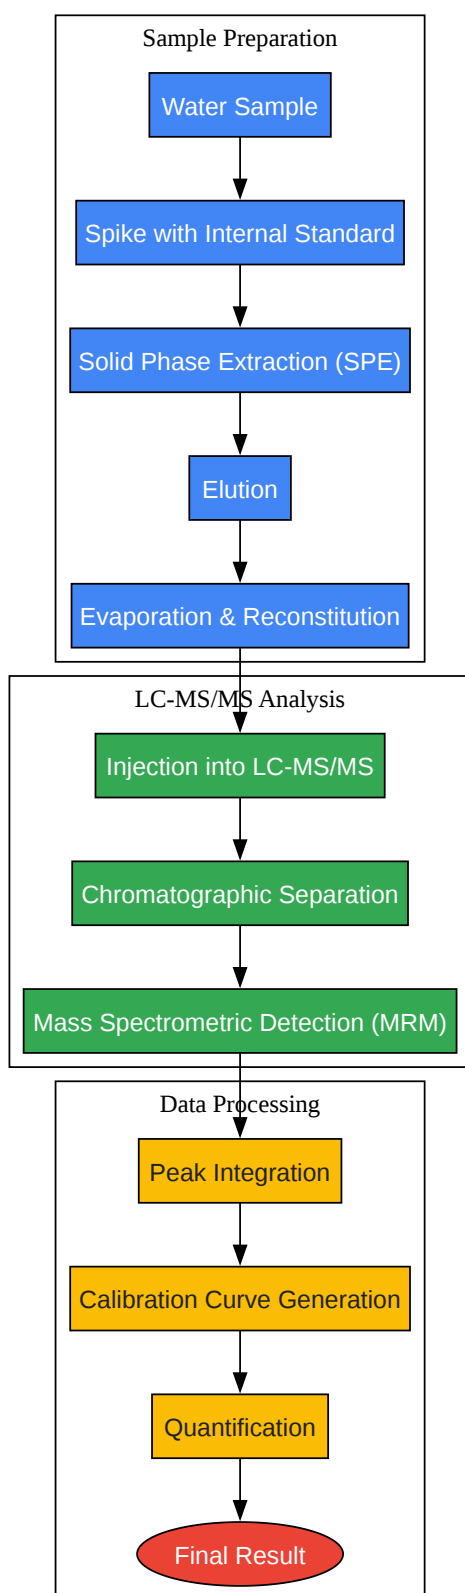 Sample Preparation
Water Sample
Spike with Internal Standard
Solid Phase Extraction (SPE)
Elution
Evaporation & Reconstitution
LC-MS/MS Analysis
Injection into LC-MS/MS
Chromatographic Separation
Mass Spectrometric Detection (MRM)
Data Processing
Peak Integration
Calibration Curve Generation
Quantification
Final Result